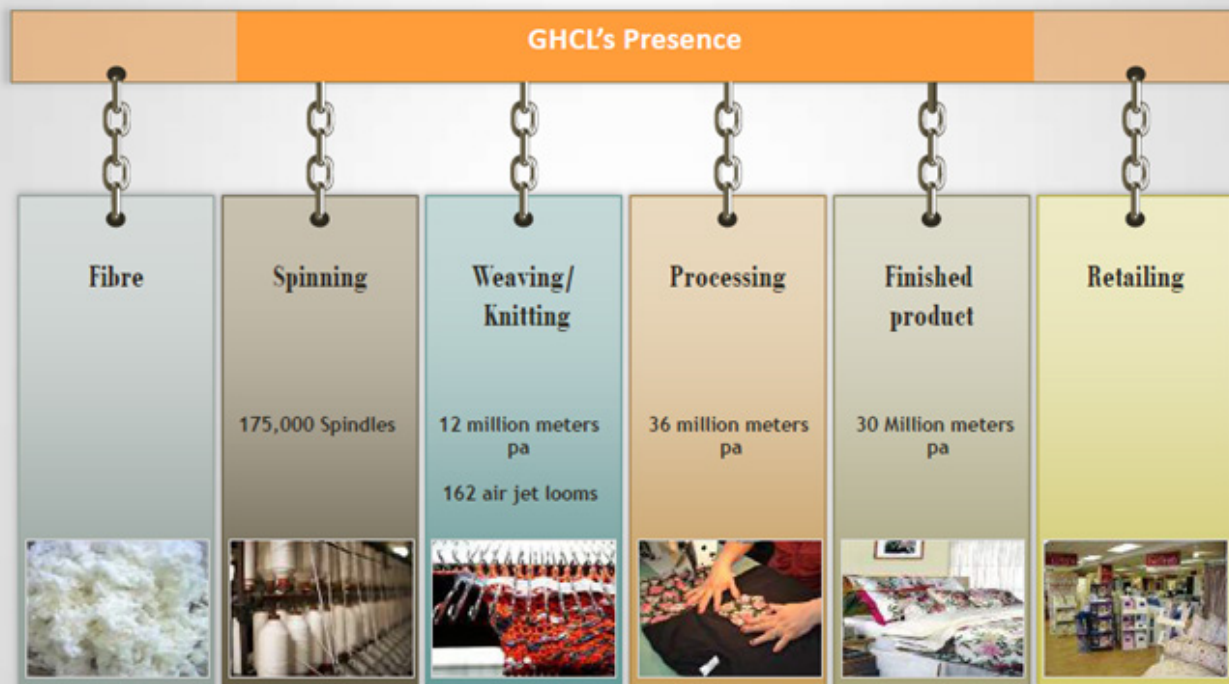 GHCL's Presence
Fibre
Spinning
175,000 Spindles
Weaving/
Knitting
12 million meters
pa
162 air jet looms
Processing
36 million meters
pa
Finished
product
30 Million meters
pa
Retailing